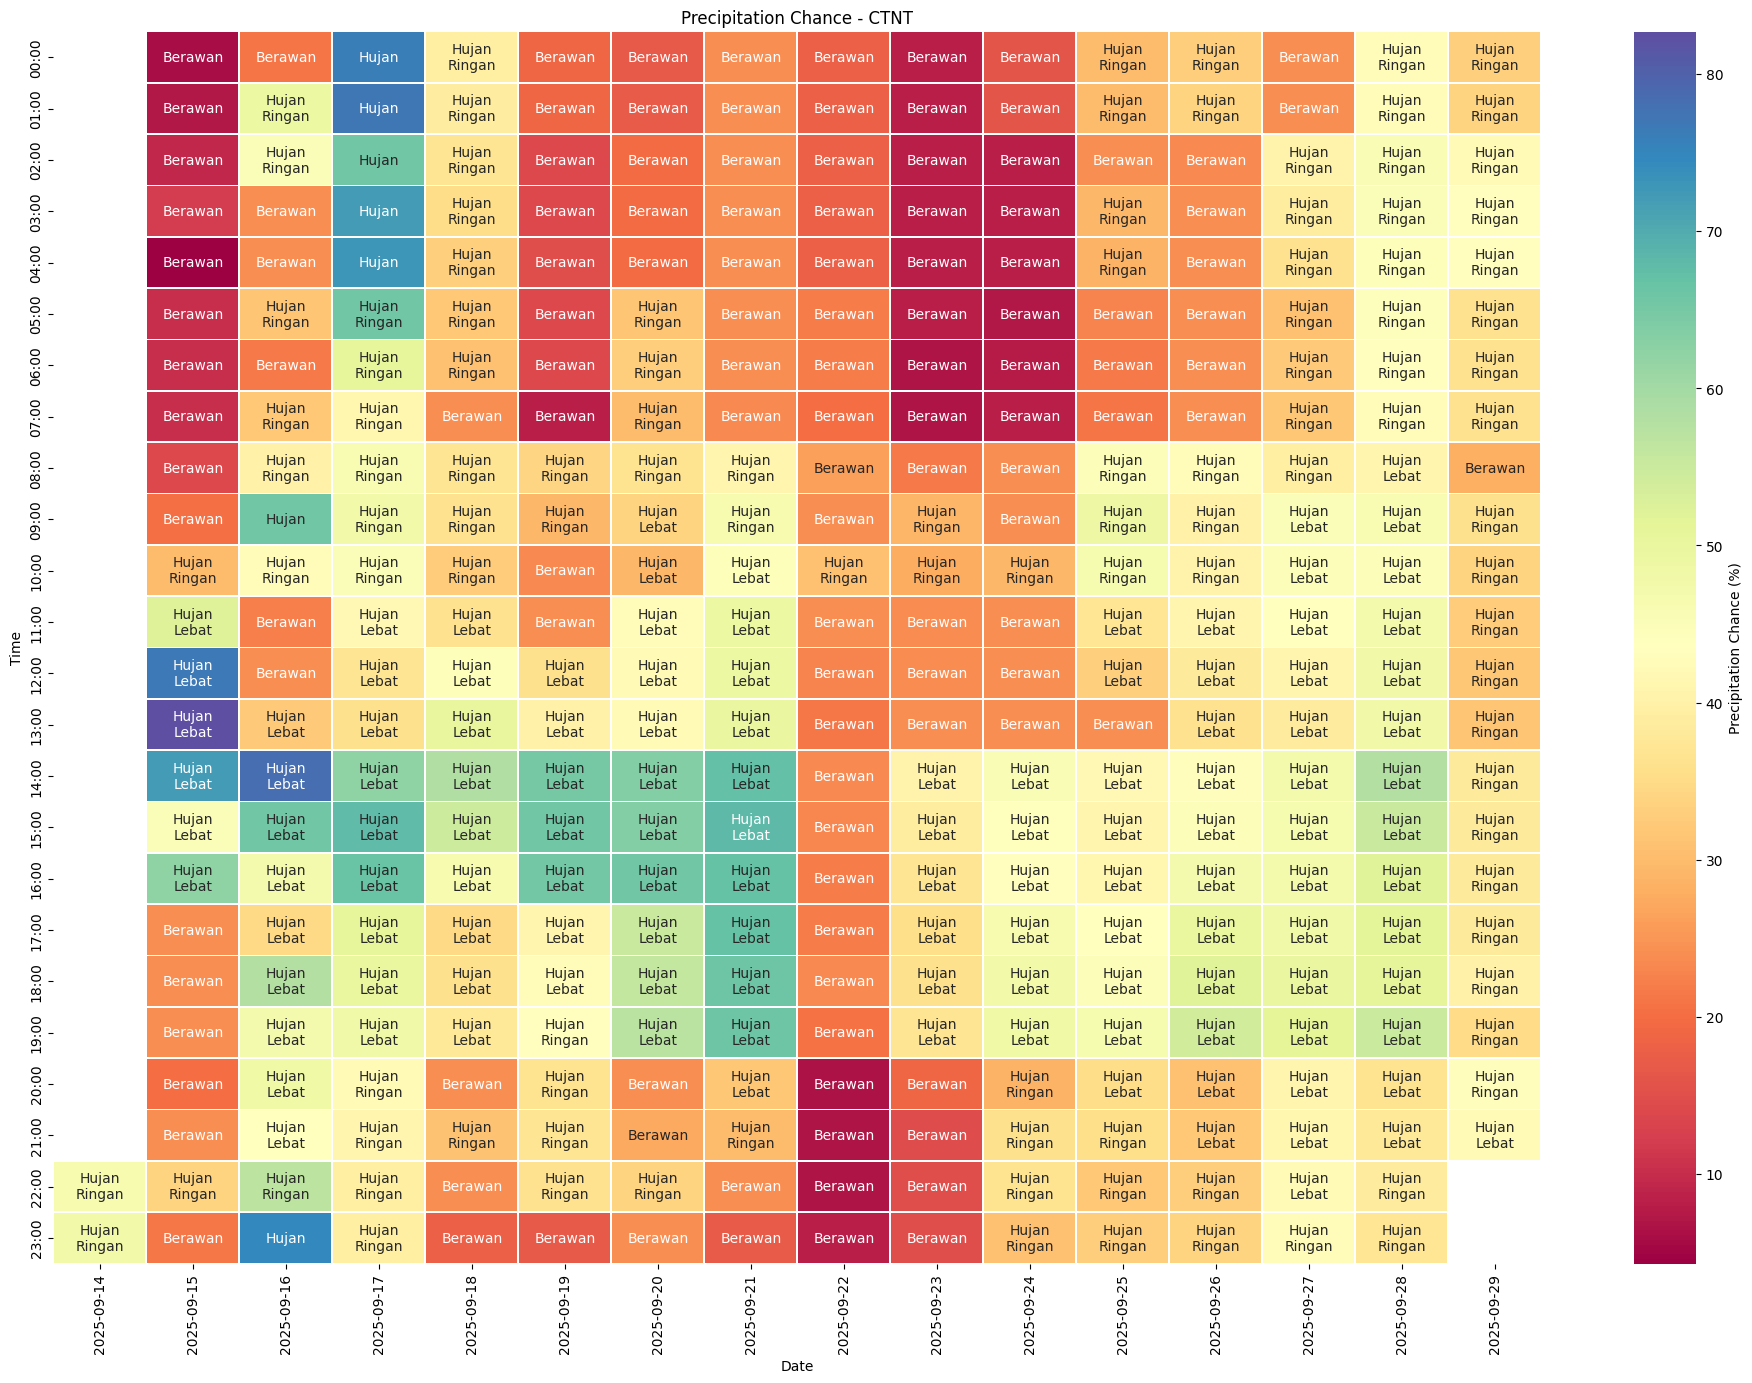 Precipitation Chance - CTNT
00:00 Berawan Berawan Hujan Hujan Ringan Berawan Berawan Berawan Berawan Berawan Berawan Hujan Ringan Hujan Ringan Berawan Hujan Ringan Hujan Ringan
01:00 Berawan Hujan Ringan Hujan Hujan Ringan Berawan Berawan Berawan Berawan Berawan Berawan Hujan Ringan Hujan Ringan Berawan Hujan Ringan Hujan Ringan
02:00 Berawan Hujan Ringan Hujan Hujan Ringan Berawan Berawan Berawan Berawan Berawan Berawan Berawan Berawan Hujan Ringan Hujan Ringan Hujan Ringan
03:00 Berawan Berawan Hujan Hujan Ringan Berawan Berawan Berawan Berawan Berawan Berawan Hujan Ringan Berawan Hujan Ringan Hujan Ringan Hujan Ringan
04:00 Berawan Berawan Hujan Hujan Ringan Berawan Berawan Berawan Berawan Berawan Berawan Hujan Ringan Berawan Hujan Ringan Hujan Ringan Hujan Ringan
05:00 Berawan Hujan Ringan Hujan Ringan Hujan Ringan Berawan Hujan Ringan Berawan Berawan Berawan Berawan Berawan Berawan Hujan Ringan Hujan Ringan Hujan Ringan
06:00 Berawan Berawan Hujan Ringan Hujan Ringan Berawan Hujan Ringan Berawan Berawan Berawan Berawan Berawan Berawan Hujan Ringan Hujan Ringan Hujan Ringan
07:00 Berawan Hujan Ringan Hujan Ringan Berawan Berawan Hujan Ringan Berawan Berawan Berawan Berawan Berawan Berawan Hujan Ringan Hujan Ringan Hujan Ringan
08:00 Berawan Hujan Ringan Hujan Ringan Hujan Ringan Hujan Ringan Hujan Ringan Hujan Ringan Berawan Berawan Berawan Hujan Ringan Hujan Ringan Hujan Ringan Hujan Lebat Berawan
09:00 Berawan Hujan Hujan Ringan Hujan Ringan Hujan Ringan Hujan Lebat Hujan Ringan Berawan Hujan Ringan Berawan Hujan Ringan Hujan Ringan Hujan Lebat Hujan Lebat Hujan Ringan
10:00 Hujan Ringan Hujan Ringan Hujan Ringan Hujan Ringan Berawan Hujan Lebat Hujan Lebat Hujan Ringan Hujan Ringan Hujan Ringan Hujan Ringan Hujan Ringan Hujan Lebat Hujan Lebat Hujan Ringan
11:00 Hujan Lebat Berawan Hujan Lebat Hujan Lebat Berawan Hujan Lebat Hujan Lebat Berawan Berawan Berawan Hujan Lebat Hujan Lebat Hujan Lebat Hujan Lebat Hujan Ringan
12:00 Hujan Lebat Berawan Hujan Lebat Hujan Lebat Hujan Lebat Hujan Lebat Hujan Lebat Berawan Berawan Berawan Hujan Lebat Hujan Lebat Hujan Lebat Hujan Lebat Hujan Ringan
13:00 Hujan Lebat Hujan Lebat Hujan Lebat Hujan Lebat Hujan Lebat Hujan Lebat Hujan Lebat Berawan Berawan Berawan Berawan Hujan Lebat Hujan Lebat Hujan Lebat Hujan Ringan
14:00 Hujan Lebat Hujan Lebat Hujan Lebat Hujan Lebat Hujan Lebat Hujan Lebat Hujan Lebat Berawan Hujan Lebat Hujan Lebat Hujan Lebat Hujan Lebat Hujan Lebat Hujan Lebat Hujan Ringan
15:00 Hujan Lebat Hujan Lebat Hujan Lebat Hujan Lebat Hujan Lebat Hujan Lebat Hujan Lebat Berawan Hujan Lebat Hujan Lebat Hujan Lebat Hujan Lebat Hujan Lebat Hujan Lebat Hujan Ringan
16:00 Hujan Lebat Hujan Lebat Hujan Lebat Hujan Lebat Hujan Lebat Hujan Lebat Hujan Lebat Berawan Hujan Lebat Hujan Lebat Hujan Lebat Hujan Lebat Hujan Lebat Hujan Lebat Hujan Ringan
17:00 Berawan Hujan Lebat Hujan Lebat Hujan Lebat Hujan Lebat Hujan Lebat Hujan Lebat Berawan Hujan Lebat Hujan Lebat Hujan Lebat Hujan Lebat Hujan Lebat Hujan Lebat Hujan Ringan
18:00 Berawan Hujan Lebat Hujan Lebat Hujan Lebat Hujan Lebat Hujan Lebat Hujan Lebat Berawan Hujan Lebat Hujan Lebat Hujan Lebat Hujan Lebat Hujan Lebat Hujan Lebat Hujan Ringan
19:00 Berawan Hujan Lebat Hujan Lebat Hujan Lebat Hujan Ringan Hujan Lebat Hujan Lebat Berawan Hujan Lebat Hujan Lebat Hujan Lebat Hujan Lebat Hujan Lebat Hujan Lebat Hujan Ringan
20:00 Berawan Hujan Lebat Hujan Ringan Berawan Hujan Ringan Berawan Hujan Lebat Berawan Berawan Hujan Ringan Hujan Lebat Hujan Lebat Hujan Lebat Hujan Lebat Hujan Ringan
21:00 Berawan Hujan Lebat Hujan Ringan Hujan Ringan Hujan Ringan Berawan Hujan Ringan Berawan Berawan Hujan Ringan Hujan Ringan Hujan Lebat Hujan Lebat Hujan Lebat Hujan Lebat
22:00 Hujan Ringan Hujan Ringan Hujan Ringan Hujan Ringan Berawan Hujan Ringan Hujan Ringan Berawan Berawan Berawan Hujan Ringan Hujan Ringan Hujan Ringan Hujan Lebat Hujan Ringan
23:00 Hujan Ringan Berawan Hujan Hujan Ringan Berawan Berawan Berawan Berawan Berawan Berawan Hujan Ringan Hujan Ringan Hujan Ringan Hujan Ringan Hujan Ringan
Time
2025-09-14 2025-09-15 2025-09-16 2025-09-17 2025-09-18 2025-09-19 2025-09-20 2025-09-21 2025-09-22 2025-09-23 2025-09-24 2025-09-25 2025-09-26 2025-09-27 2025-09-28 2025-09-29
Date
80
70
60
50
40
30
20
10
Precipitation Chance (%)